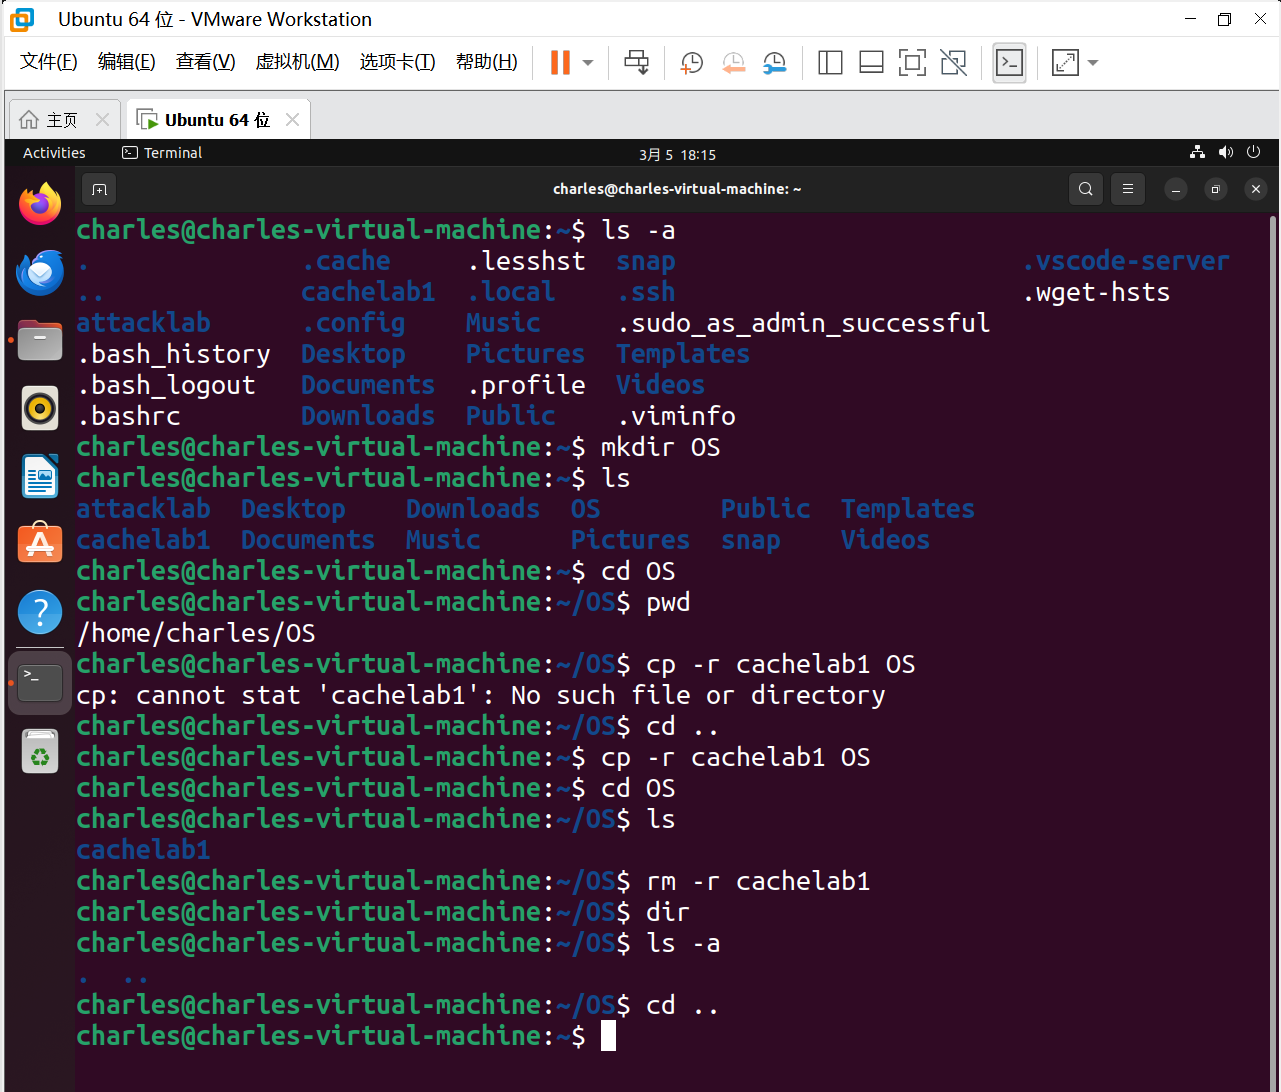 Ubuntu 64 位 - VMware Workstation
文件(F) 编辑(E) 查看(V) 虚拟机(M) 选项卡(T) 帮助(H)
主页 Ubuntu 64 位
Activities Terminal 3月 5 18:15
charles@charles-virtual-machine: ~
charles@charles-virtual-machine:~$ ls -a
. .cache .lesshst snap .vscode-server
.. cachelab1 .local .ssh .wget-hsts
attacklab .config Music .sudo_as_admin_successful
.bash_history Desktop Pictures Templates
.bash_logout Documents .profile Videos
.bashrc Downloads Public .viminfo
charles@charles-virtual-machine:~$ mkdir OS
charles@charles-virtual-machine:~$ ls
attacklab Desktop Downloads OS Public Templates
cachelab1 Documents Music Pictures snap Videos
charles@charles-virtual-machine:~$ cd OS
charles@charles-virtual-machine:~/OS$ pwd
/home/charles/OS
charles@charles-virtual-machine:~/OS$ cp -r cachelab1 OS
cp: cannot stat 'cachelab1': No such file or directory
charles@charles-virtual-machine:~/OS$ cd ..
charles@charles-virtual-machine:~$ cp -r cachelab1 OS
charles@charles-virtual-machine:~$ cd OS
charles@charles-virtual-machine:~/OS$ ls
cachelab1
charles@charles-virtual-machine:~/OS$ rm -r cachelab1
charles@charles-virtual-machine:~/OS$ dir
charles@charles-virtual-machine:~/OS$ ls -a
. ..
charles@charles-virtual-machine:~/OS$ cd ..
charles@charles-virtual-machine:~$